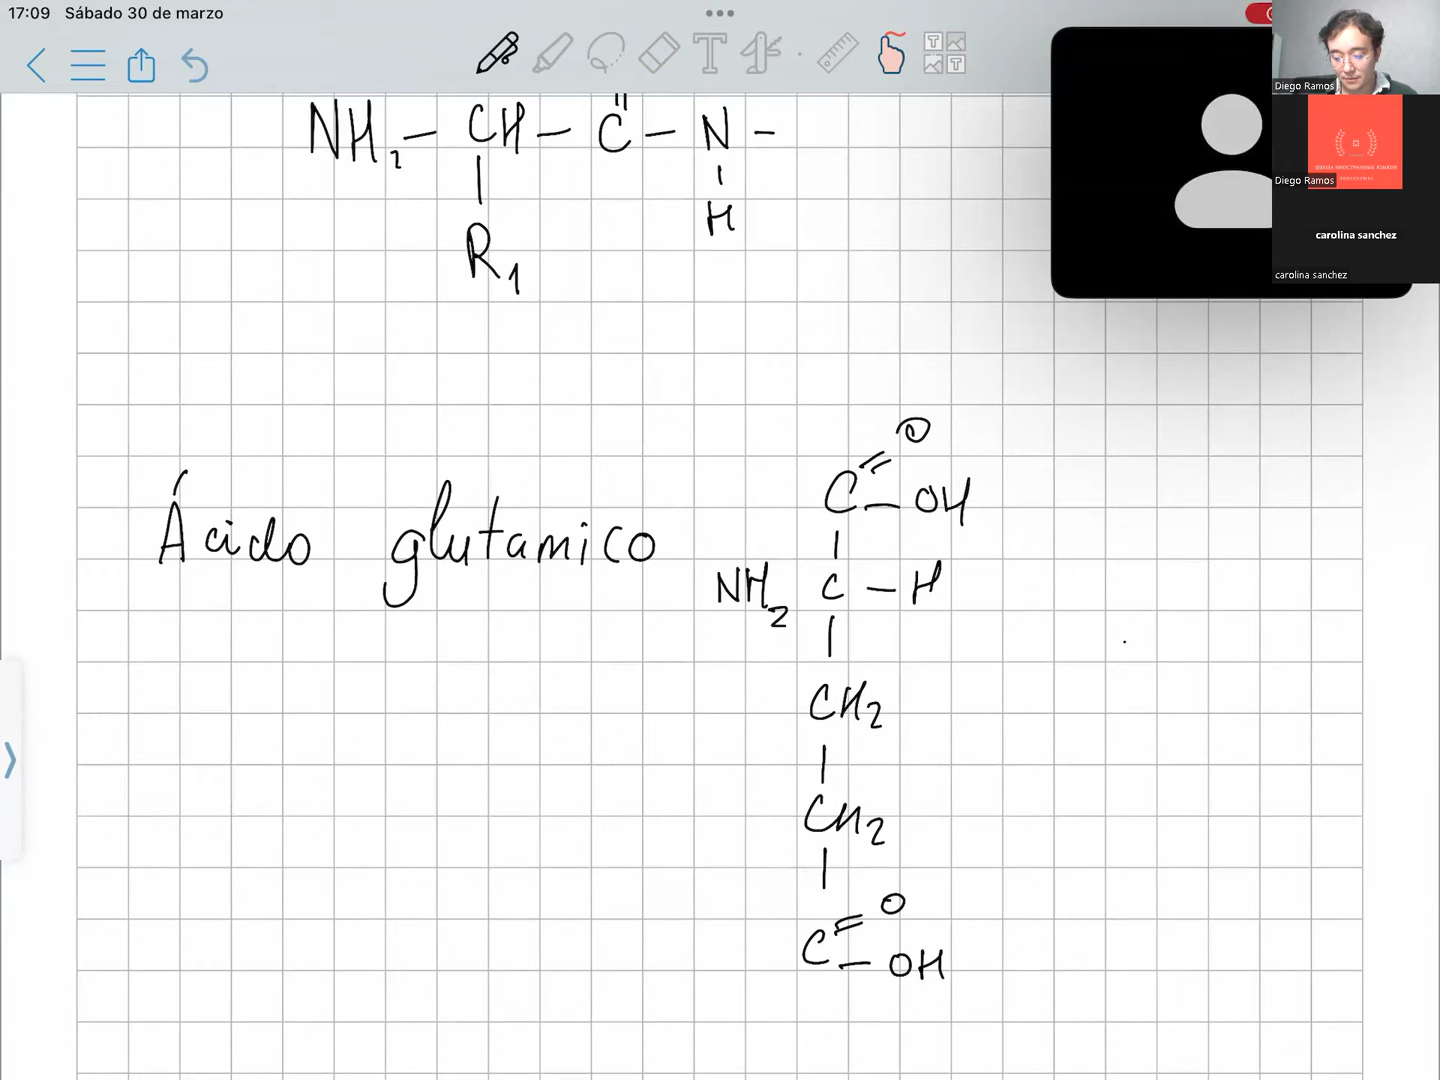 17:09 Sábado 30 de marzo
Diego Ramos
Diego Ramos
carolina sanchez
carolina sanchez
NH2 – CH – C – N –
H
R1
Ácido glutamico
O
C = – OH
NH2 C – H
CH2
CH2
O
C = – OH